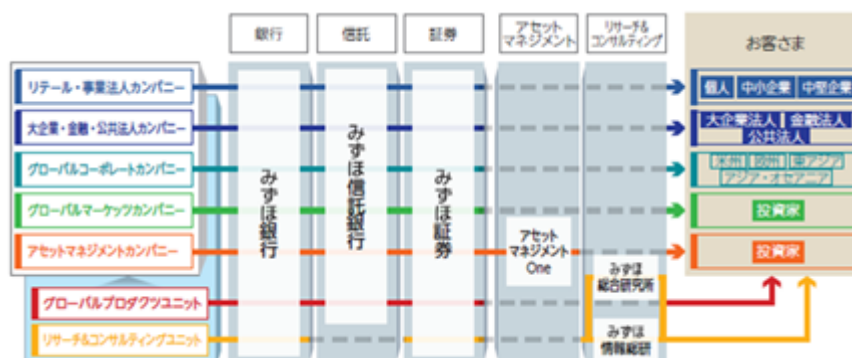 銀行
信託
証券
アセット
マネジメント
リサーチ&
コンサルティング
お客さま
リテール・事業法人カンパニー
個人 中小企業 中堅企業
大企業・金融・公共法人カンパニー
大企業法人 金融法人
公共法人
グローバルコーポレートカンパニー
米州 欧州 東アジア
アジア・オセアニア
グローバルマーケッツカンパニー
投資家
アセットマネジメントカンパニー
投資家
グローバルプロダクツユニット
リサーチ&コンサルティングユニット
みずほ銀行
みずほ信託銀行
みずほ証券
アセット
マネジメント
One
みずほ
総合研究所
みずほ
情報総研